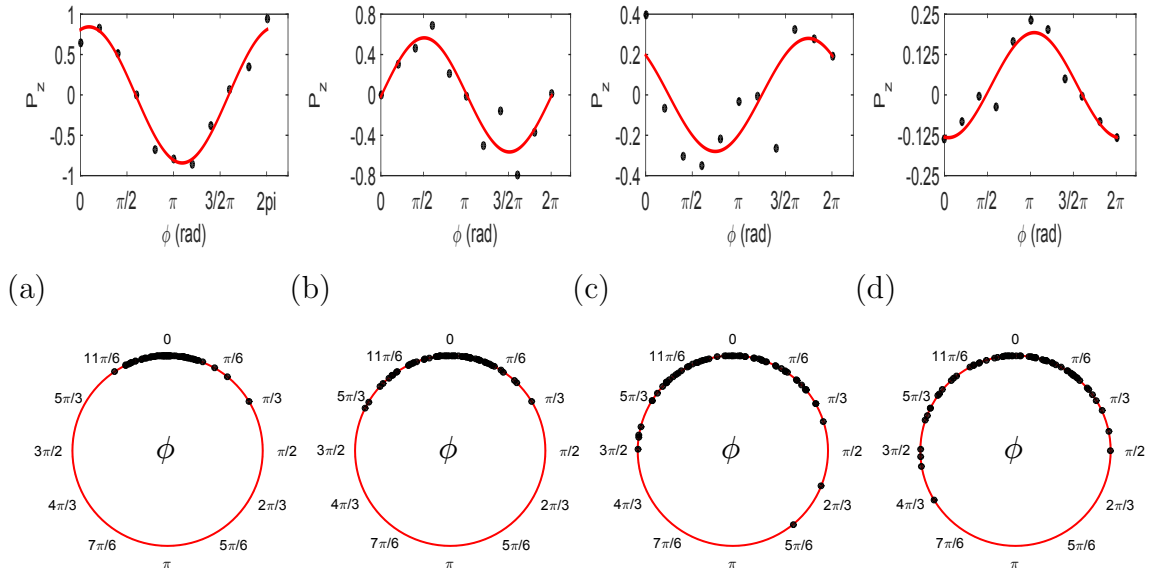 1
0.5
0
-0.5
-1
P_z
0
π/2
π
3/2π
2pi
ϕ (rad)
0.8
0.4
0
-0.4
-0.8
P_z
0
π/2
π
3/2π
2π
ϕ (rad)
0.4
0.2
0
-0.2
-0.4
P_z
0
π/2
π
3/2π
2π
ϕ (rad)
0.25
0.125
0
-0.125
-0.25
P_z
0
π/2
π
3/2π
2π
ϕ (rad)
(a)
(b)
(c)
(d)
0
π/6
π/3
π/2
2π/3
5π/6
π
7π/6
4π/3
3π/2
5π/3
11π/6
ϕ
0
π/6
π/3
π/2
2π/3
5π/6
π
7π/6
4π/3
3π/2
5π/3
11π/6
ϕ
0
π/6
π/3
π/2
2π/3
5π/6
π
7π/6
4π/3
3π/2
5π/3
11π/6
ϕ
0
π/6
π/3
π/2
2π/3
5π/6
π
7π/6
4π/3
3π/2
5π/3
11π/6
ϕ